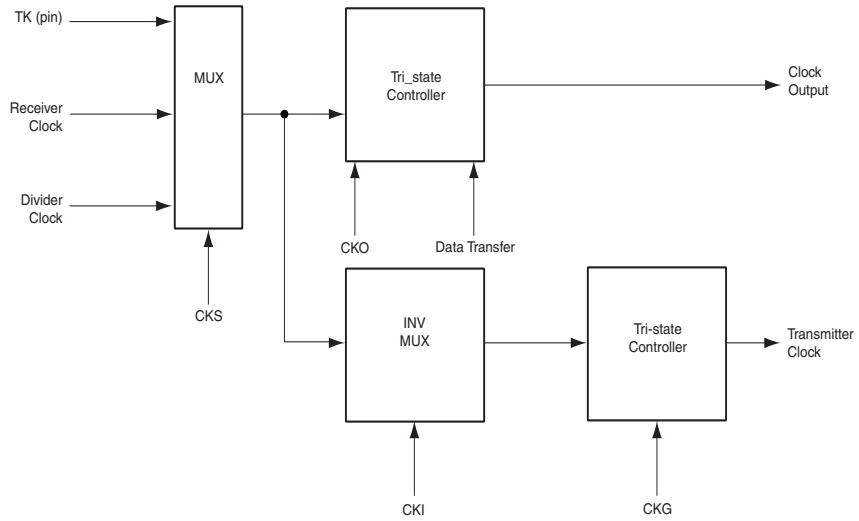 TK (pin)
MUX
Tri_state
Controller
Clock
Output
Receiver
Clock
Divider
Clock
CKO
Data Transfer
CKS
INV
MUX
Tri-state
Controller
Transmitter
Clock
CKI
CKG